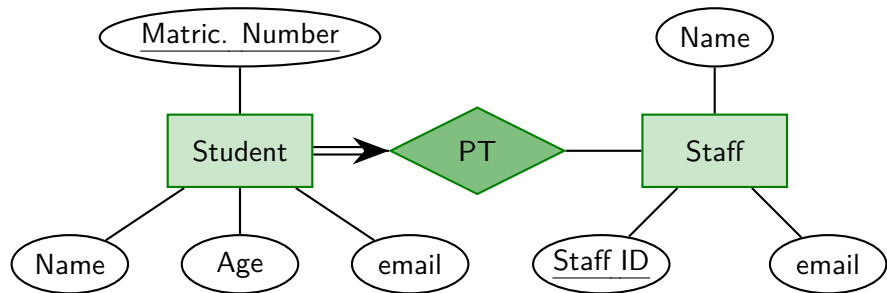 Matric. Number
Name
Student
PT
Staff
Name
Age
email
Staff ID
email